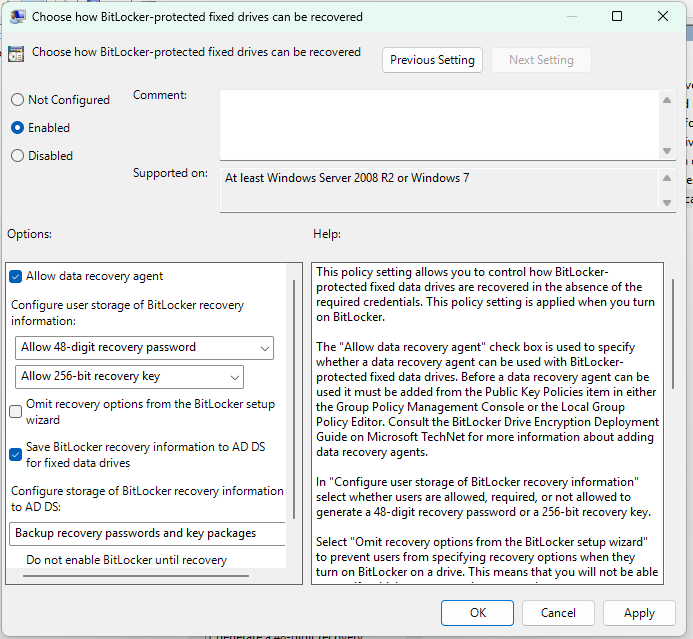 Choose how BitLocker-protected fixed drives can be recovered
Choose how BitLocker-protected fixed drives can be recovered
Previous Setting
Next Setting
Not Configured
Enabled
Disabled
Comment:
Supported on:
At least Windows Server 2008 R2 or Windows 7
Options:
Help:
Allow data recovery agent
Configure user storage of BitLocker recovery
information:
Allow 48-digit recovery password
Allow 256-bit recovery key
Omit recovery options from the BitLocker setup
wizard
Save BitLocker recovery information to AD DS
for fixed data drives
Configure storage of BitLocker recovery information
to AD DS:
Backup recovery passwords and key packages
Do not enable BitLocker until recovery
This policy setting allows you to control how BitLocker-
protected fixed data drives are recovered in the absence of the
required credentials. This policy setting is applied when you turn
on BitLocker.
The "Allow data recovery agent" check box is used to specify
whether a data recovery agent can be used with BitLocker-
protected fixed data drives. Before a data recovery agent can be
used it must be added from the Public Key Policies item in either
the Group Policy Management Console or the Local Group
Policy Editor. Consult the BitLocker Drive Encryption Deployment
Guide on Microsoft TechNet for more information about adding
data recovery agents.
In "Configure user storage of BitLocker recovery information"
select whether users are allowed, required, or not allowed to
generate a 48-digit recovery password or a 256-bit recovery key.
Select "Omit recovery options from the BitLocker setup wizard"
to prevent users from specifying recovery options when they
turn on BitLocker on a drive. This means that you will not be able
OK
Cancel
Apply